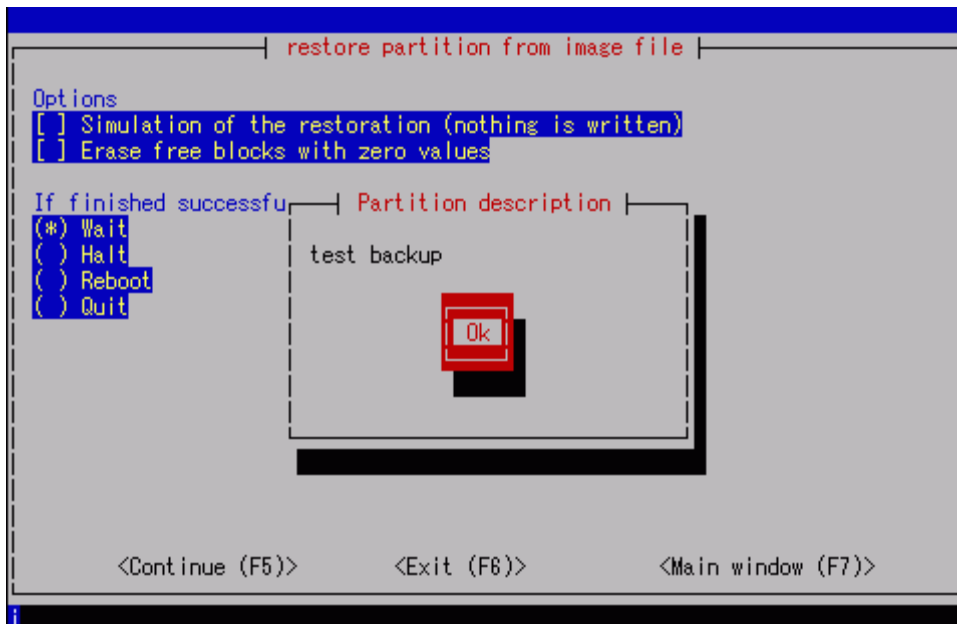 restore partition from image file
Options
[ ] Simulation of the restoration (nothing is written)
[ ] Erase free blocks with zero values
If finished successfu
(*) Wait
( ) Halt
( ) Reboot
( ) Quit
Partition description
test backup
Ok
<Continue (F5)> <Exit (F6)> <Main window (F7)>
i